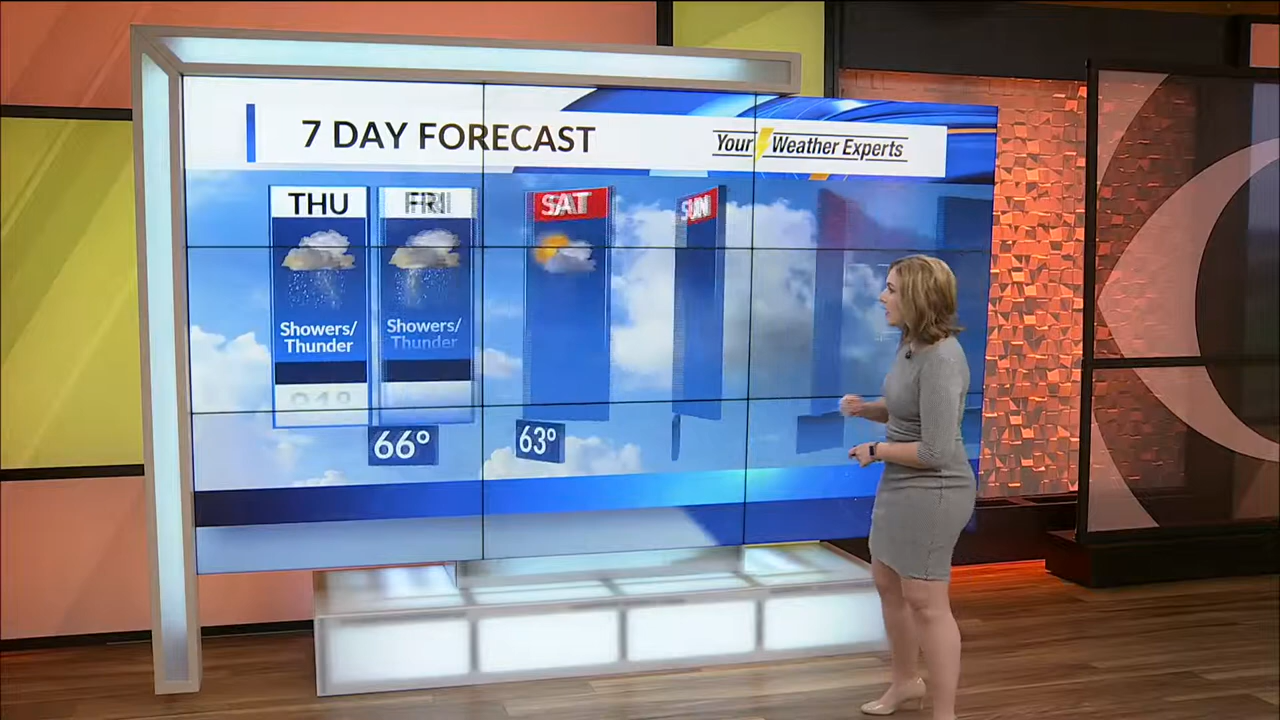 7 DAY FORECAST
Your Weather Experts
THU
FRI
SAT
SUN
Showers/
Thunder
Showers/
Thunder
66°
63°